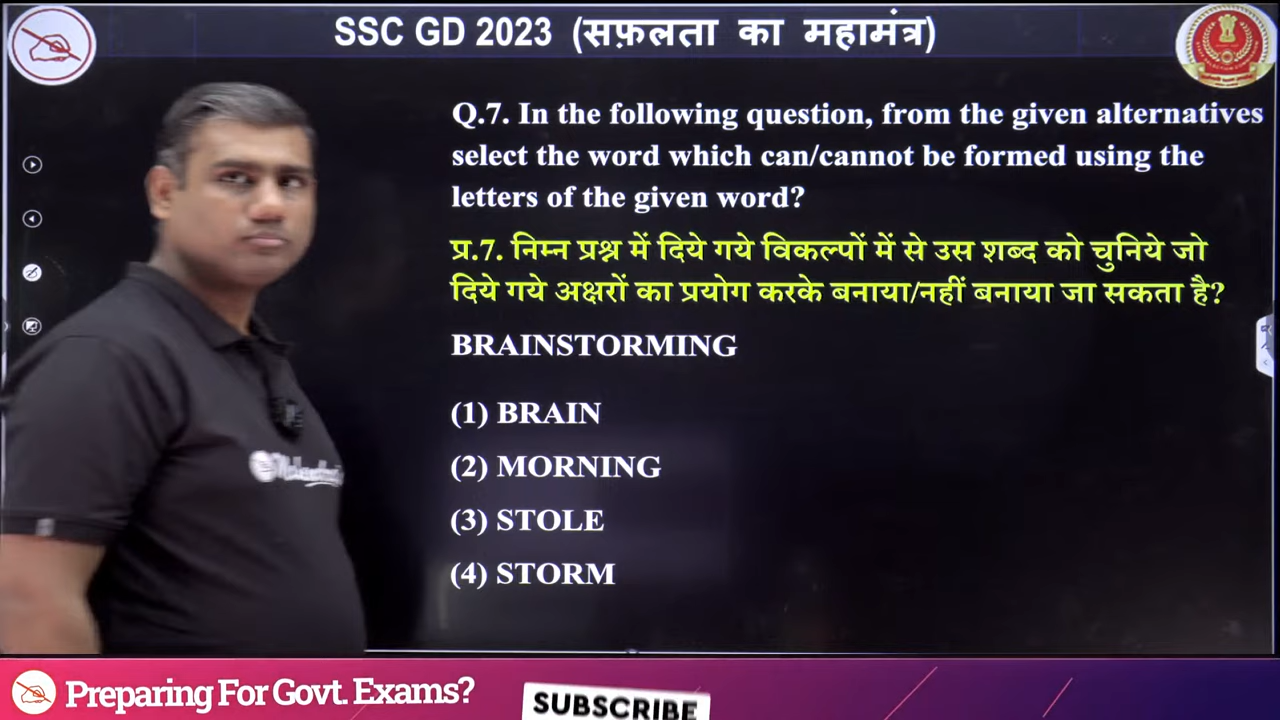 SSC GD 2023 (सफ़लता का महामंत्र)
Q.7. In the following question, from the given alternatives
select the word which can/cannot be formed using the
letters of the given word?
प्र.7. निम्न प्रश्न में दिये गये विकल्पों में से उस शब्द को चुनिये जो
दिये गये अक्षरों का प्रयोग करके बनाया/नहीं बनाया जा सकता है?
BRAINSTORMING
(1) BRAIN
(2) MORNING
(3) STOLE
(4) STORM
Preparing For Govt. Exams?
SUBSCRIBE